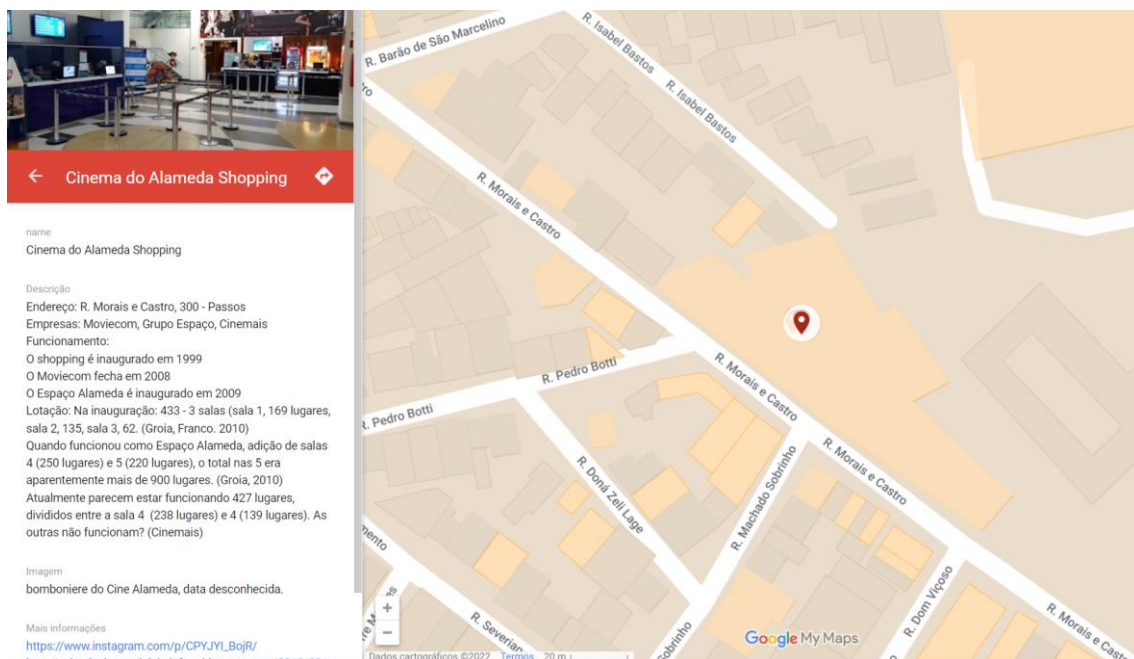 Cinema do Alameda Shopping
name
Cinema do Alameda Shopping
Descrição
Endereço: R. Morais e Castro, 300 - Passos
Empresas: Moviecom, Grupo Espaço, Cinemais
Funcionamento:
O shopping é inaugurado em 1999
O Moviecom fecha em 2008
O Espaço Alameda é inaugurado em 2009
Lotação: Na inauguração: 433 - 3 salas (sala 1, 169 lugares,
sala 2, 135, sala 3, 62. (Groia, Franco. 2010)
Quando funcionou como Espaço Alameda, adição de salas
4 (250 lugares) e 5 (220 lugares), o total nas 5 era
aparentemente mais de 900 lugares. (Groia, 2010)
Atualmente parecem estar funcionando 427 lugares,
divididos entre a sala 4 (238 lugares) e 4 (139 lugares). As
outras não funcionam? (Cinemais)
Imagem
bomboniere do Cine Alameda, data desconhecida.
Mais informações
https://www.instagram.com/p/CPYJYI_BojR/
R. Barão de São Marcelino
R. Isabel Bastos
R. Isabel Bastos
ro
R. Morais e Castro
R. Pedro Botti
R. Pedro Botti
R. Morais e Castro
R. Morais e Castro
R. Doná Zeli Lage
R. Machado Sobrinho
mento
R. Severian
obrinho
R. Dom Viçoso
R. Morais e Castro
+
−
Google My Maps
Dados cartográficos ©2022 Termos 20 m